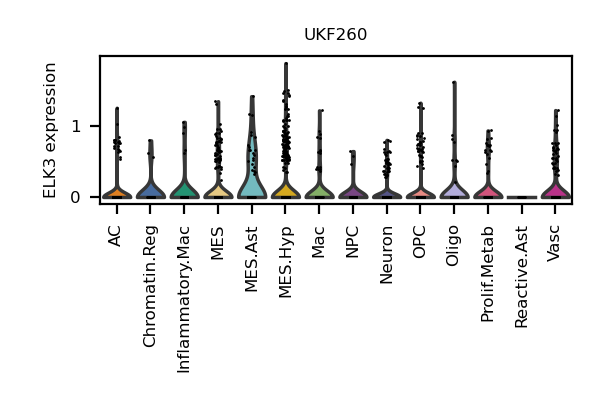 UKF260
ELK3 expression
1
0
AC
Chromatin.Reg
Inflammatory.Mac
MES
MES.Ast
MES.Hyp
Mac
NPC
Neuron
OPC
Oligo
Prolif.Metab
Reactive.Ast
Vasc